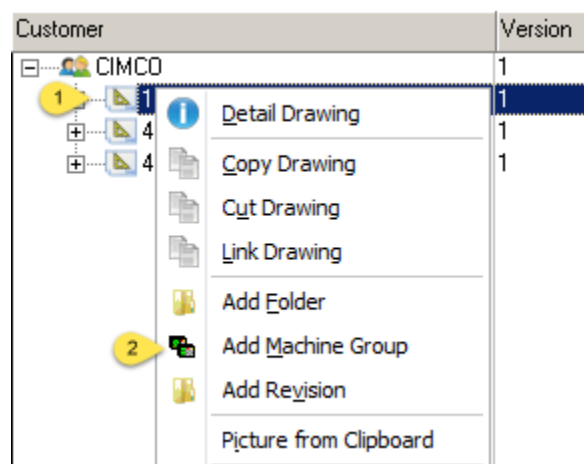 Customer Version
CIMCO 1
1 1 1
Detail Drawing
4 1
Copy Drawing
4 1
Cut Drawing
Link Drawing
Add Folder
2 Add Machine Group
Add Revision
Picture from Clipboard